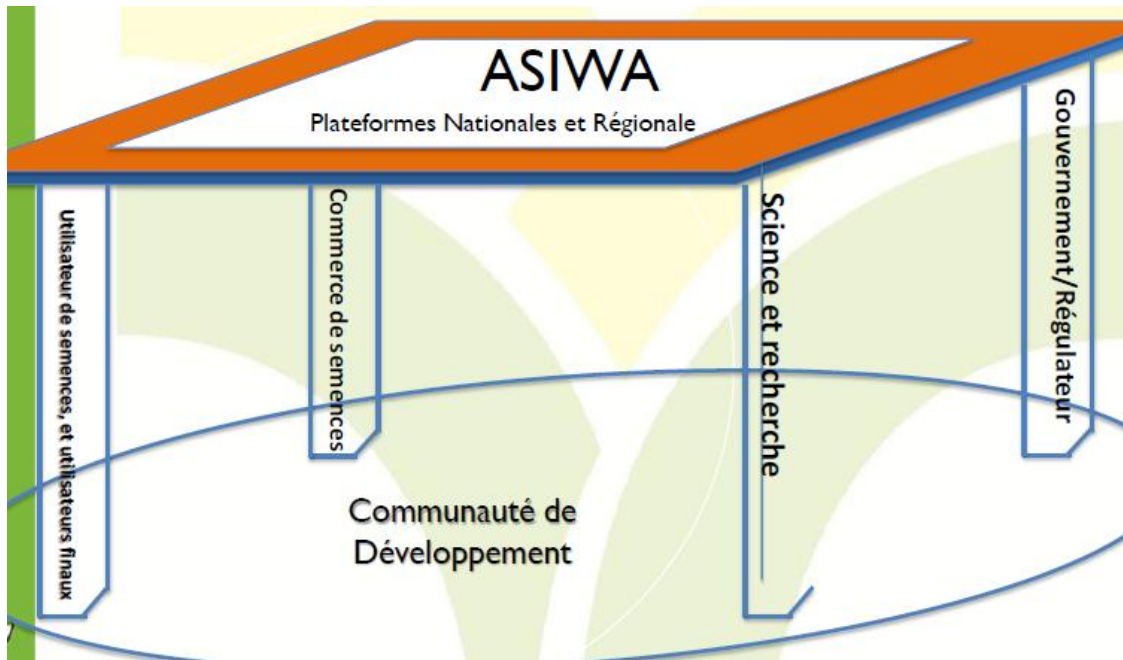 ASIWA
Plateformes Nationales et Régionale
Utilisateur de semences, et utilisateurs finaux
Commerce de semences
Science et recherche
Gouvernement/Régulateur
Communauté de
Développement